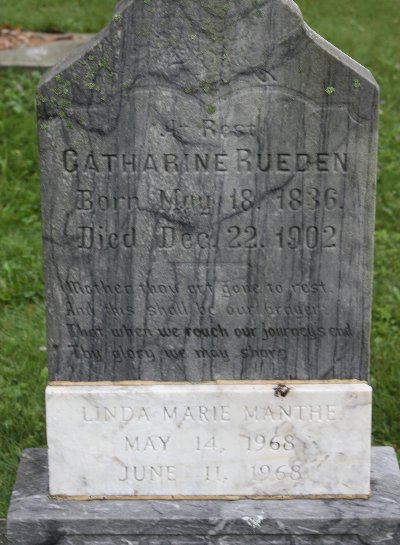 At Rest
CATHARINE RUEDEN
Born May 18. 1836.
Died Dec. 22. 1902
Mother thou art gone to rest.
And this shall be our prayer;
That when we reach our journeys end
Thy glory we may share
LINDA MARIE MANTHE
MAY 14, 1968
JUNE 11, 1968